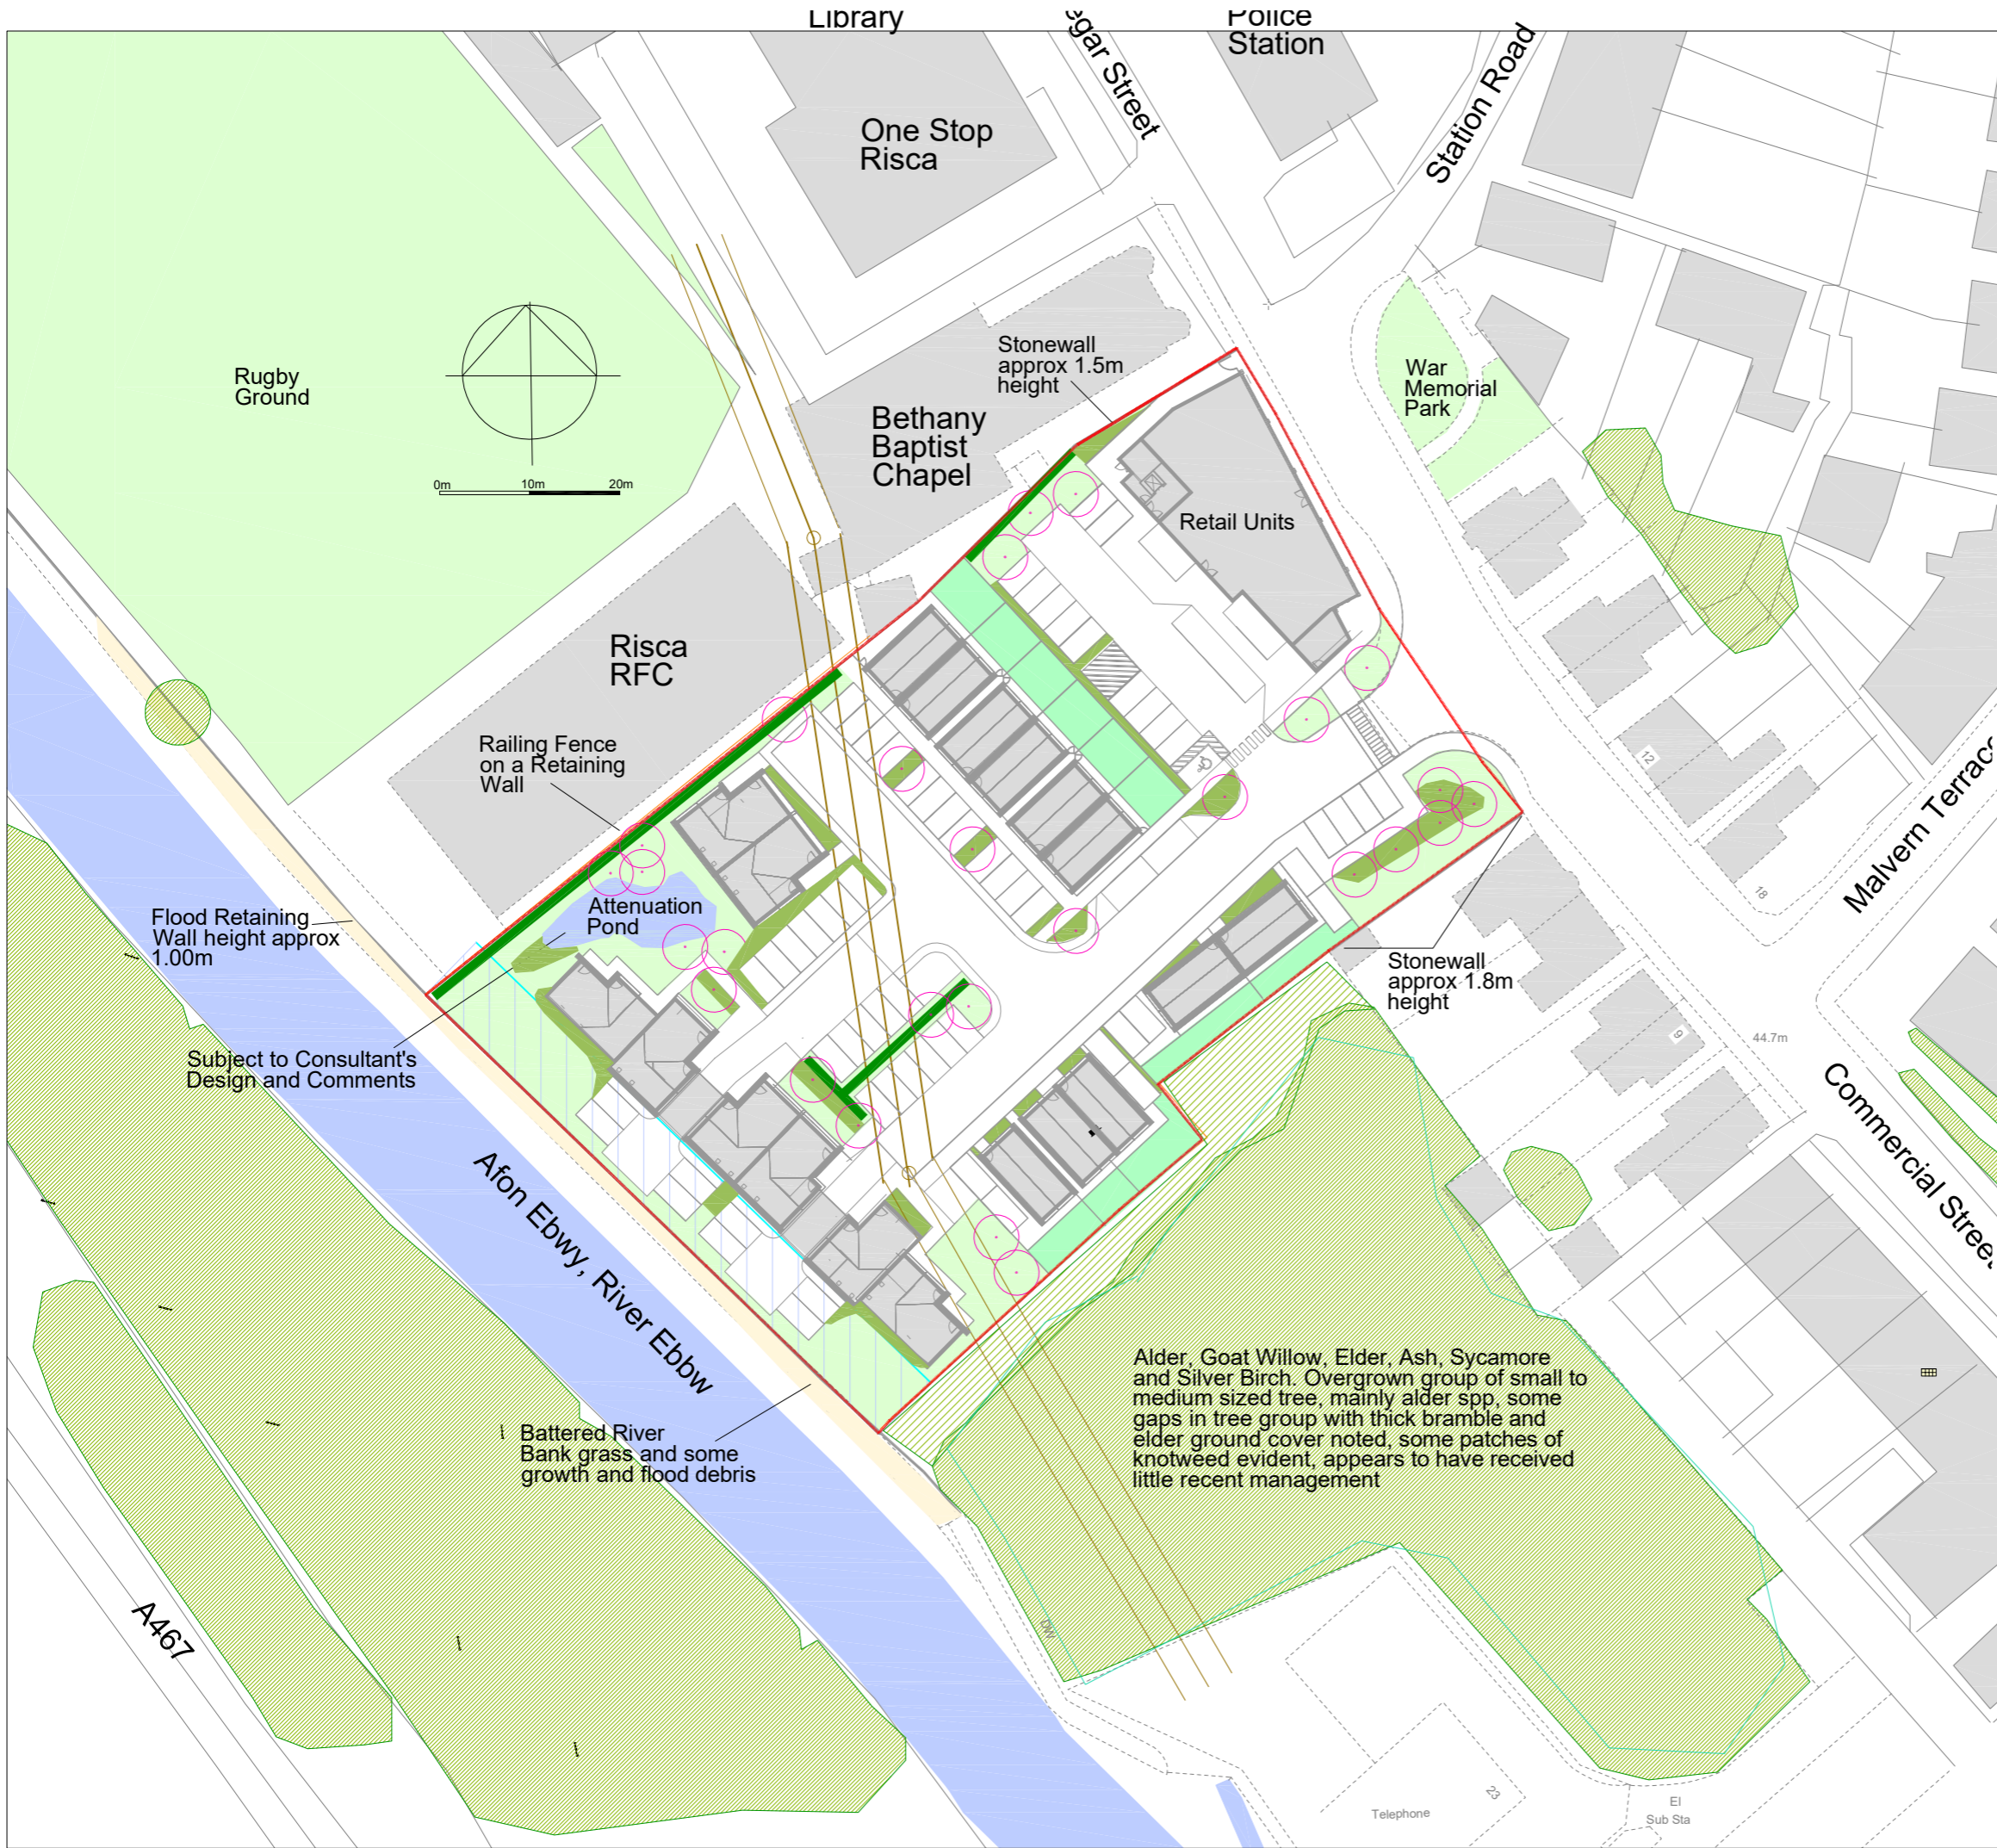 Library
egar Street
Police
Station
Station Road
One Stop
Risca
Rugby
Ground
0m 10m 20m
Stonewall
approx 1.5m
height
War
Memorial
Park
Bethany
Baptist
Chapel
Retail Units
Risca
RFC
Railing Fence
on a Retaining
Wall
12
Malvern Terrace
18
Attenuation
Pond
Flood Retaining
Wall height approx
1.00m
Stonewall
approx 1.8m
height
Subject to Consultant's
Design and Comments
9
44.7m
Commercial Street
Afon Ebwy, River Ebbw
Alder, Goat Willow, Elder, Ash, Sycamore
and Silver Birch. Overgrown group of small to
medium sized tree, mainly alder spp, some
gaps in tree group with thick bramble and
elder ground cover noted, some patches of
knotweed evident, appears to have received
little recent management
Battered River
Bank grass and some
growth and flood debris
A467
DW
23
Telephone
El
Sub Sta